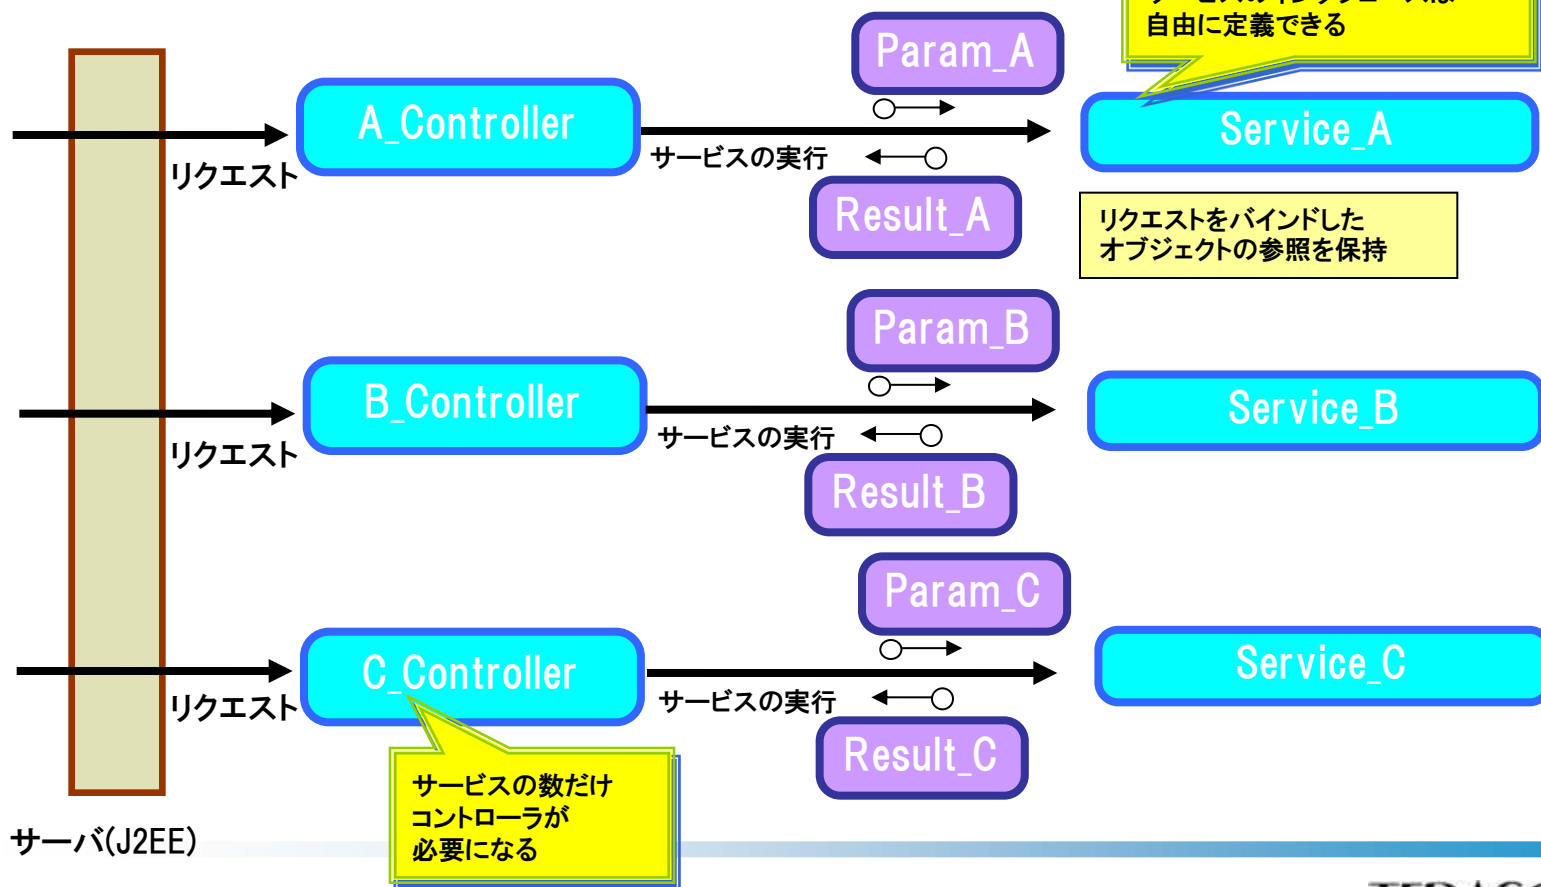 自由に定義できる
Param_A
A_Controller
Service_A
リクエスト
サービスの実行
Result_A
リクエストをバインドした
オブジェクトの参照を保持
Param_B
B_Controller
Service_B
リクエスト
サービスの実行
Result_B
Param_C
C_Controller
Service_C
リクエスト
サービスの実行
Result_C
サービスの数だけ
コントローラが
必要になる
サーバ(J2EE)